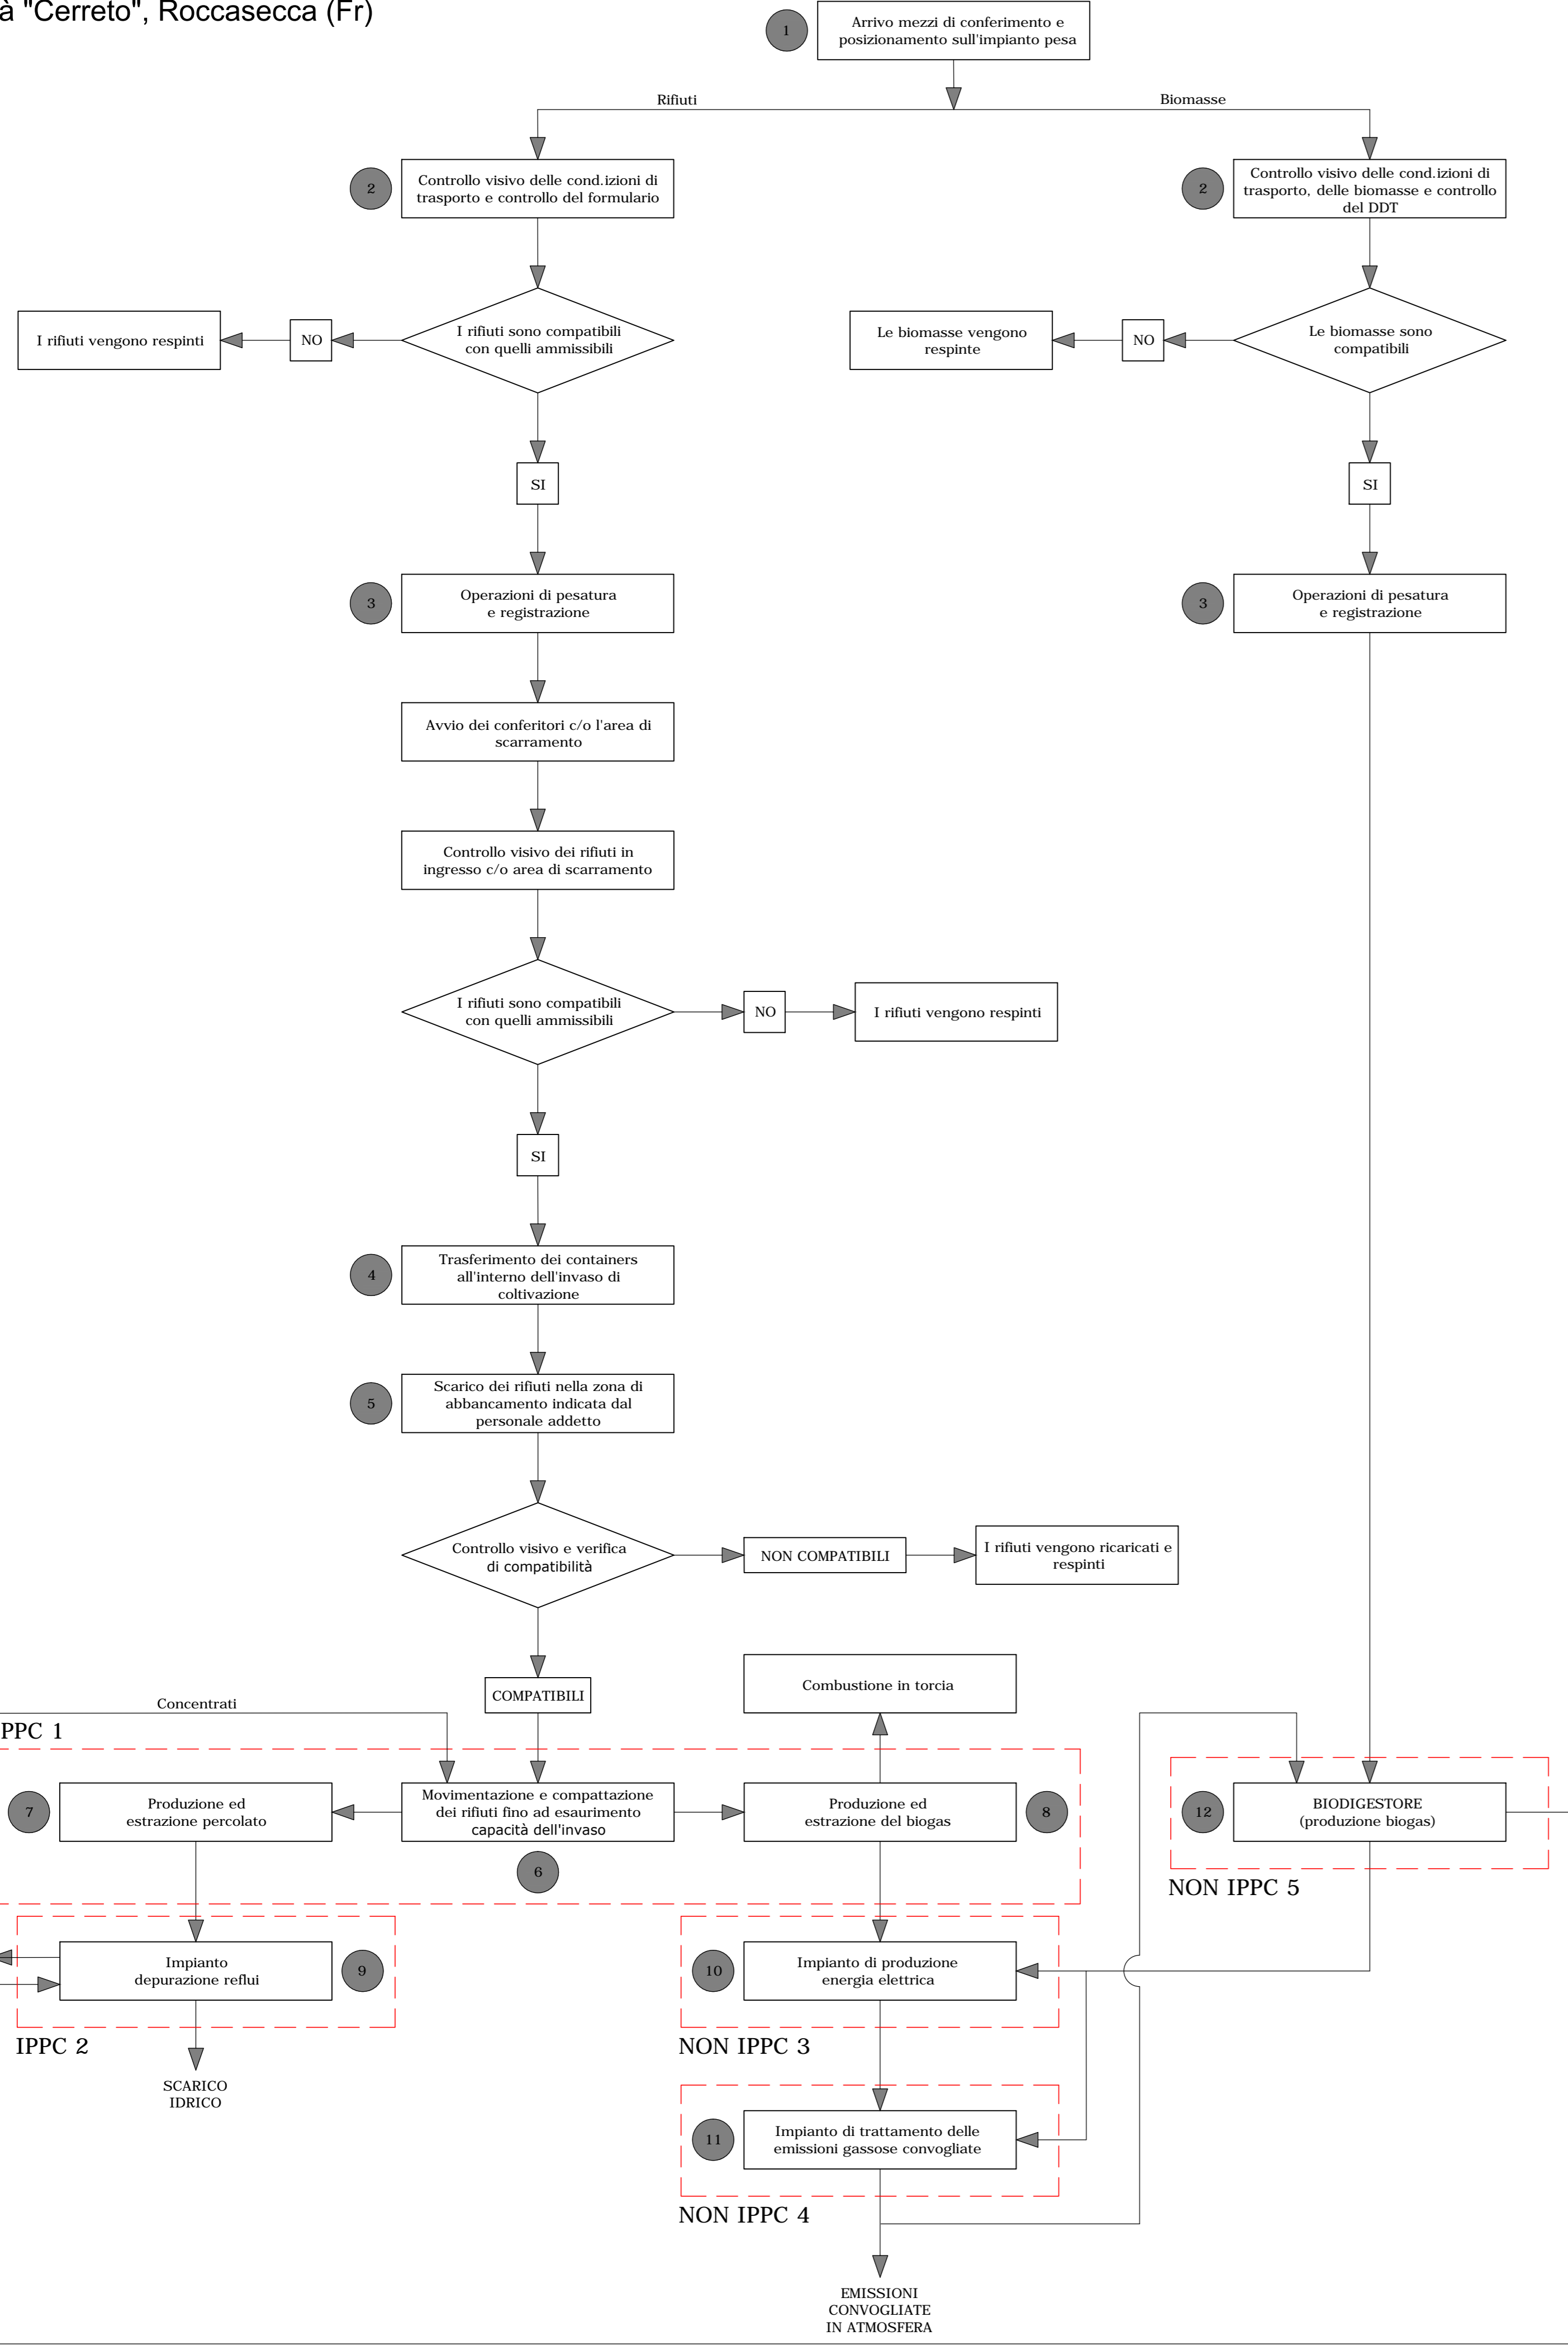 à "Cerreto", Roccasecca (Fr)
1
Arrivo mezzi di conferimento e
posizionamento sull'impianto pesa
Rifiuti
Biomasse
2
Controllo visivo delle cond.izioni di
trasporto e controllo del formulario
2
Controllo visivo delle cond.izioni di
trasporto, delle biomasse e controllo
del DDT
I rifiuti vengono respinti
NO
I rifiuti sono compatibili
con quelli ammissibili
Le biomasse vengono
respinte
NO
Le biomasse sono
compatibili
SI
SI
3
Operazioni di pesatura
e registrazione
3
Operazioni di pesatura
e registrazione
Avvio dei conferitori c/o l'area di
scarramento
Controllo visivo dei rifiuti in
ingresso c/o area di scarramento
I rifiuti sono compatibili
con quelli ammissibili
NO
I rifiuti vengono respinti
SI
4
Trasferimento dei containers
all'interno dell'invaso di
coltivazione
5
Scarico dei rifiuti nella zona di
abbancamento indicata dal
personale addetto
Controllo visivo e verifica
di compatibilità
NON COMPATIBILI
I rifiuti vengono ricaricati e
respinti
COMPATIBILI
Combustione in torcia
Concentrati
PPC 1
7
Produzione ed
estrazione percolato
Movimentazione e compattazione
dei rifiuti fino ad esaurimento
capacità dell'invaso
6
Produzione ed
estrazione del biogas
8
12
BIODIGESTORE
(produzione biogas)
NON IPPC 5
Impianto
depurazione reflui
9
IPPC 2
10
Impianto di produzione
energia elettrica
NON IPPC 3
SCARICO
IDRICO
11
Impianto di trattamento delle
emissioni gassose convogliate
NON IPPC 4
EMISSIONI
CONVOGLIATE
IN ATMOSFERA